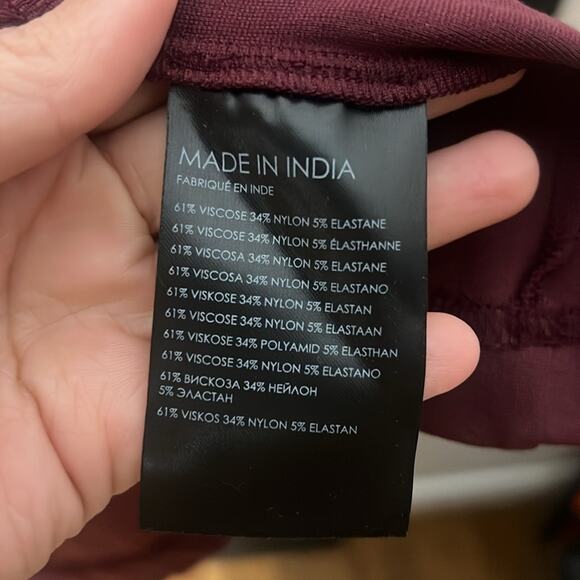 MADE IN INDIA
FABRIQUÉ EN INDE
61% VISCOSE 34% NYLON 5% ELASTANE
61% VISCOSE 34% NYLON 5% ÉLASTHANNE
61% VISCOSA 34% NYLON 5% ELASTANE
61% VISCOSA 34% NYLON 5% ELASTANO
61% VISKOSE 34% NYLON 5% ELASTAN
61% VISCOSE 34% NYLON 5% ELASTAAN
61% VISKOSE 34% POLYAMID 5% ELASTHAN
61% VISCOSE 34% NYLON 5% ELASTANO
61% ВИСКОЗА 34% НЕЙЛОН
5% ЭЛАСТАН
61% VISKOS 34% NYLON 5% ELASTAN